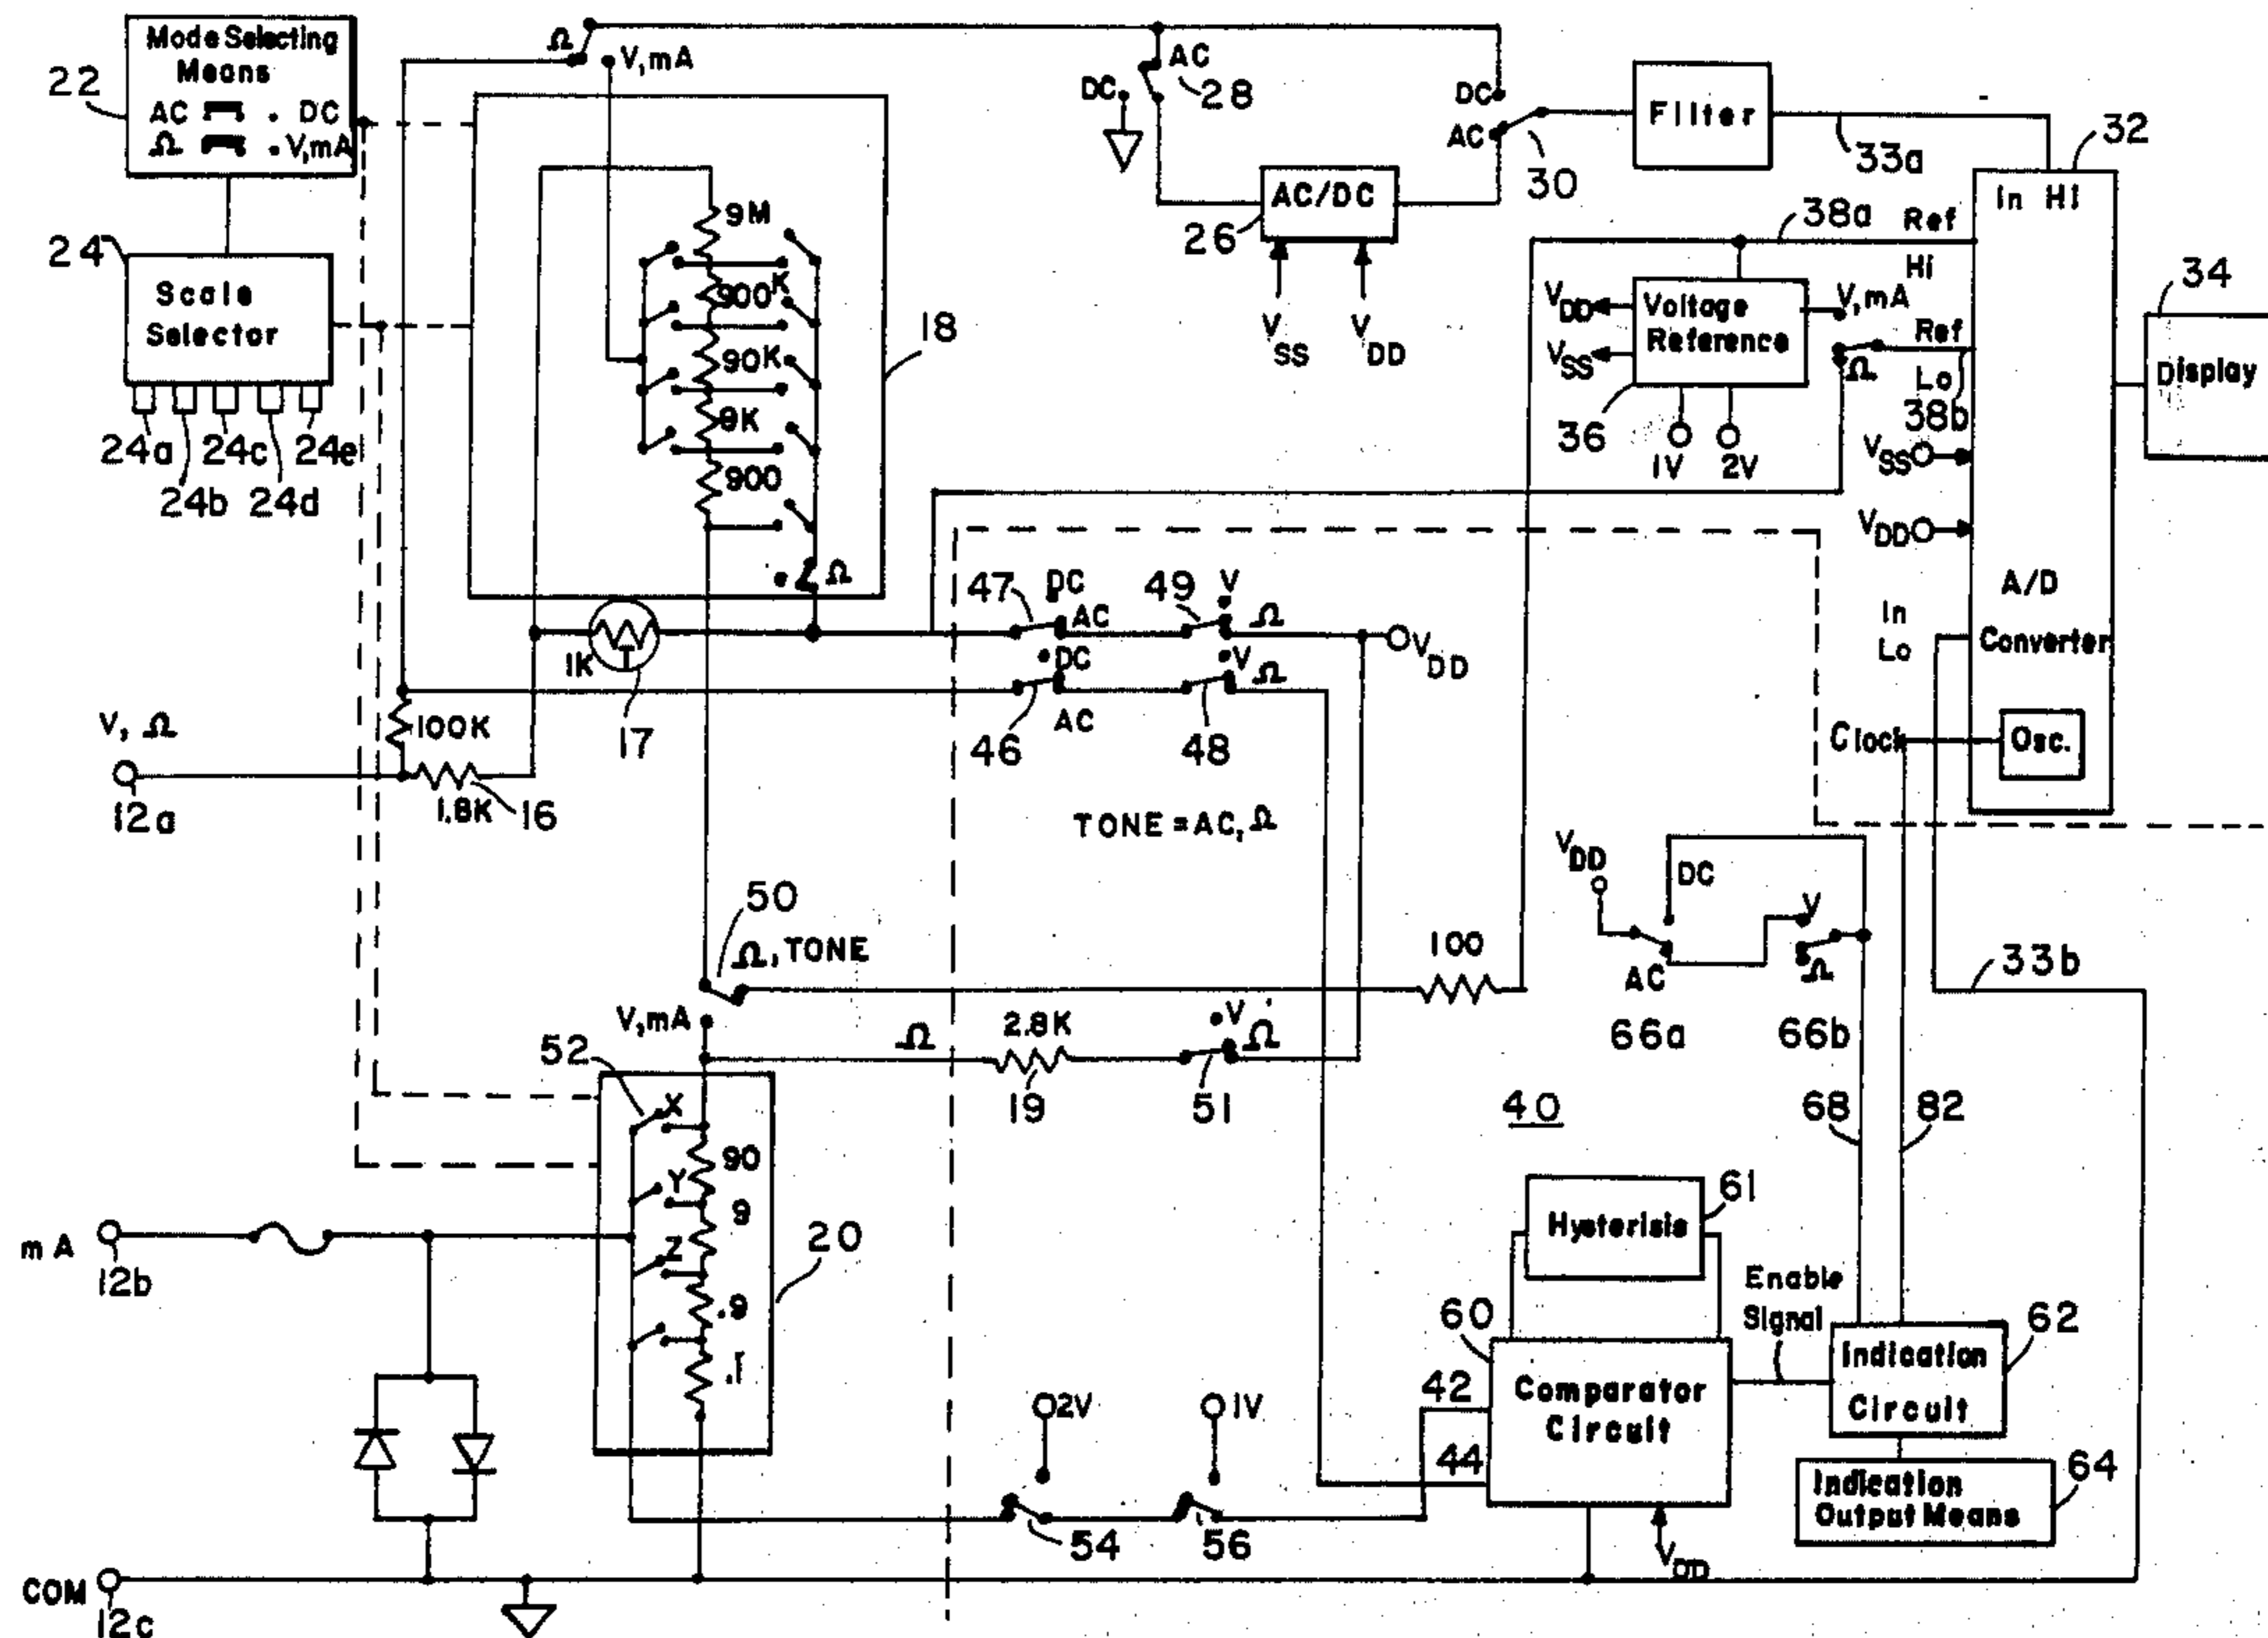 Mode Selecting
Means
AC . DC
Ω . V,mA
22
Ω
V,mA
AC
DC
28
DC
AC
30
Filter
33a
32
In Hi
24
Scale
Selector
24a
24b
24c
24d
24e
9M
900K
90K
9K
900
18
Ω
AC/DC
26
VSS
VDD
38a
Ref
Hi
VDD
VSS
Voltage
Reference
V,mA
Ω
Ref
Lo
38b
36
1V
2V
VSS
VDD
34
Display
A/D
Converter
In
Lo
Clock
Osc.
1K
17
47
DC
AC
49
V
Ω
VDD
DC
AC
46
V
Ω
48
V, Ω
12a
100K
1.8K
16
TONE = AC, Ω
50
Ω, TONE
V,mA
100
VDD
DC
AC
V
Ω
66a
66b
33b
Ω
2.8K
19
V
Ω
51
40
68
82
52
X
90
Y
9
Z
.9
.1
20
mA
12b
Hysterisis
61
60
Enable
Signal
62
Comparator
Circuit
Indication
Circuit
42
44
Indication
Output Means
64
2V
1V
54
56
VDD
COM
12c